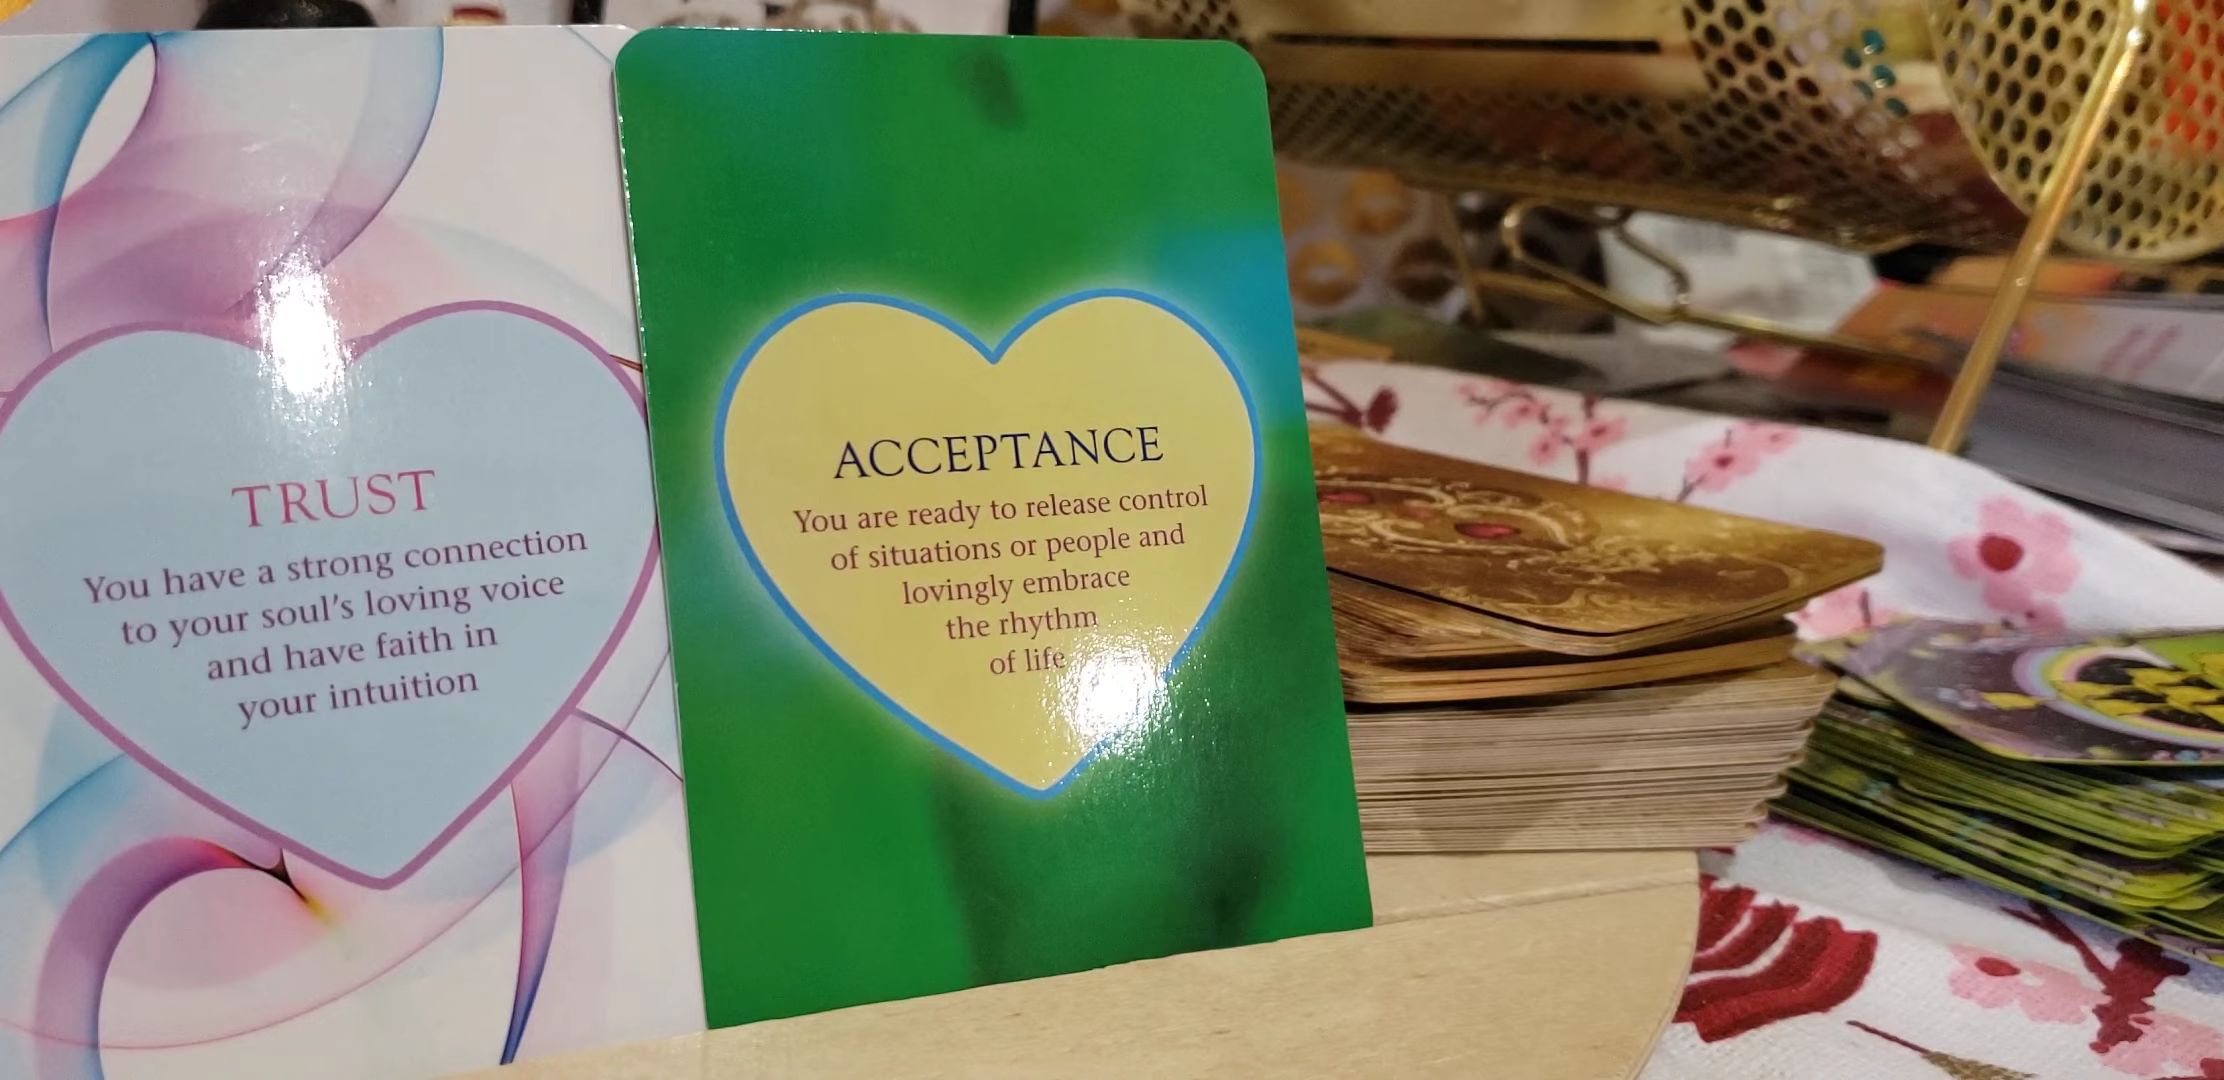 TRUST
You have a strong connection
to your soul's loving voice
and have faith in
your intuition
ACCEPTANCE
You are ready to release control
of situations or people and
lovingly embrace
the rhythm
of life